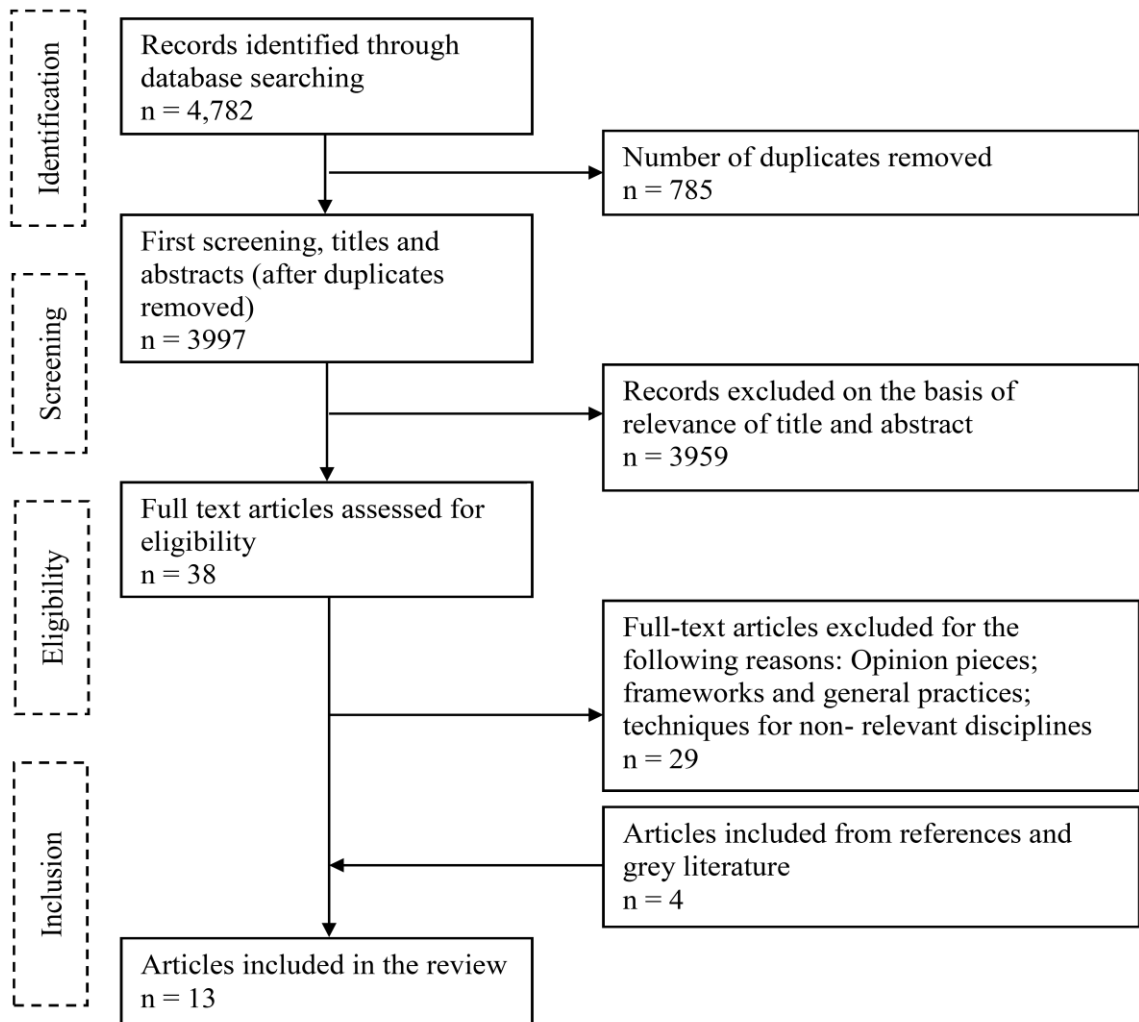 Identification
Records identified through
database searching
n = 4,782
Number of duplicates removed
n = 785
First screening, titles and
abstracts (after duplicates
removed)
n = 3997
Screening
Records excluded on the basis of
relevance of title and abstract
n = 3959
Full text articles assessed for
eligibility
n = 38
Eligibility
Full-text articles excluded for the
following reasons: Opinion pieces;
frameworks and general practices;
techniques for non- relevant disciplines
n = 29
Inclusion
Articles included from references and
grey literature
n = 4
Articles included in the review
n = 13